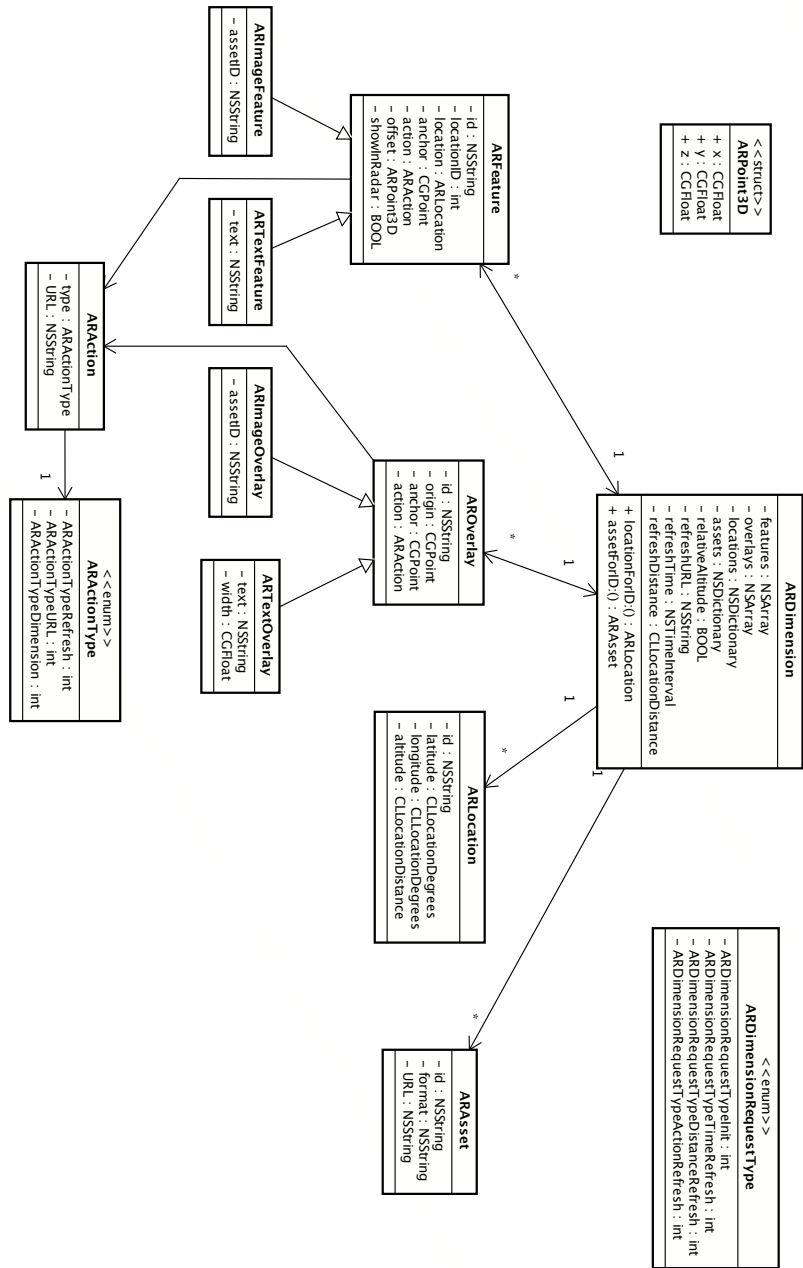 <<struct>>
ARPoint3D
+ x : CGFloat
+ y : CGFloat
+ z : CGFloat
ARDimension
- features : NSArray
- overlays : NSArray
- locations : NSDictionary
- assets : NSDictionary
- relativeAltitude : BOOL
- refreshURL : NSString
- refreshTime : NSTimeInterval
- refreshDistance : CLLocationDistance
+ locationForID:() : ARLocation
+ assetForID:() : ARAsset
<<enum>>
ARDimensionRequestType
- ARDimensionRequestTypeInit : int
- ARDimensionRequestTypeTimeRefresh : int
- ARDimensionRequestTypeDistanceRefresh : int
- ARDimensionRequestTypeActionRefresh : int
1
1
1
1
*
*
*
*
ARFeature
- id : NSString
- locationID : int
- location : ARLocation
- anchor : CGPoint
- action : ARAction
- offset : ARPoint3D
- showInRadar : BOOL
AROverlay
- id : NSString
- origin : CGPoint
- anchor : CGPoint
- action : ARAction
ARLocation
- id : NSString
- latitude : CLLocationDegrees
- longitude : CLLocationDegrees
- altitude : CLLocationDistance
ARAsset
- id : NSString
- format : NSString
- URL : NSString
ARImageFeature
- assetID : NSString
ARTextFeature
- text : NSString
ARImageOverlay
- assetID : NSString
ARTextOverlay
- text : NSString
- width : CGFloat
ARAction
- type : ARActionType
- URL : NSString
1
<<enum>>
ARActionType
- ARActionTypeRefresh : int
- ARActionTypeURL : int
- ARActionTypeDimension : int